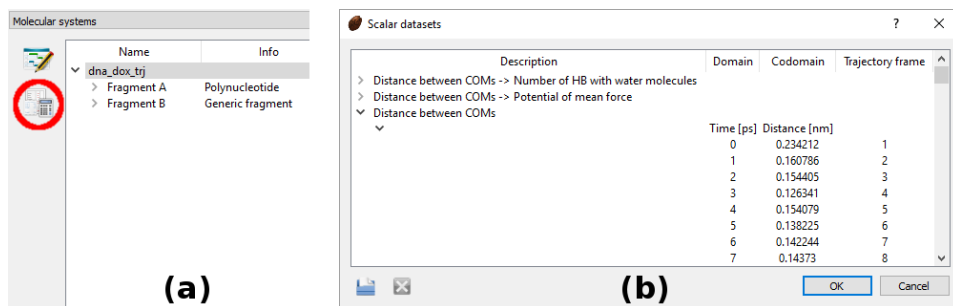 Molecular systems
Name Info
dna_dox_trj
Fragment A Polynucleotide
Fragment B Generic fragment
(a)
Scalar datasets ?
Description Domain Codomain Trajectory frame
Distance between COMs -> Number of HB with water molecules
Distance between COMs -> Potential of mean force
Distance between COMs
Time [ps] Distance [nm]
0 0.234212 1
1 0.160786 2
2 0.154405 3
3 0.126341 4
4 0.154079 5
5 0.138225 6
6 0.142244 7
7 0.14373 8
OK Cancel
(b)